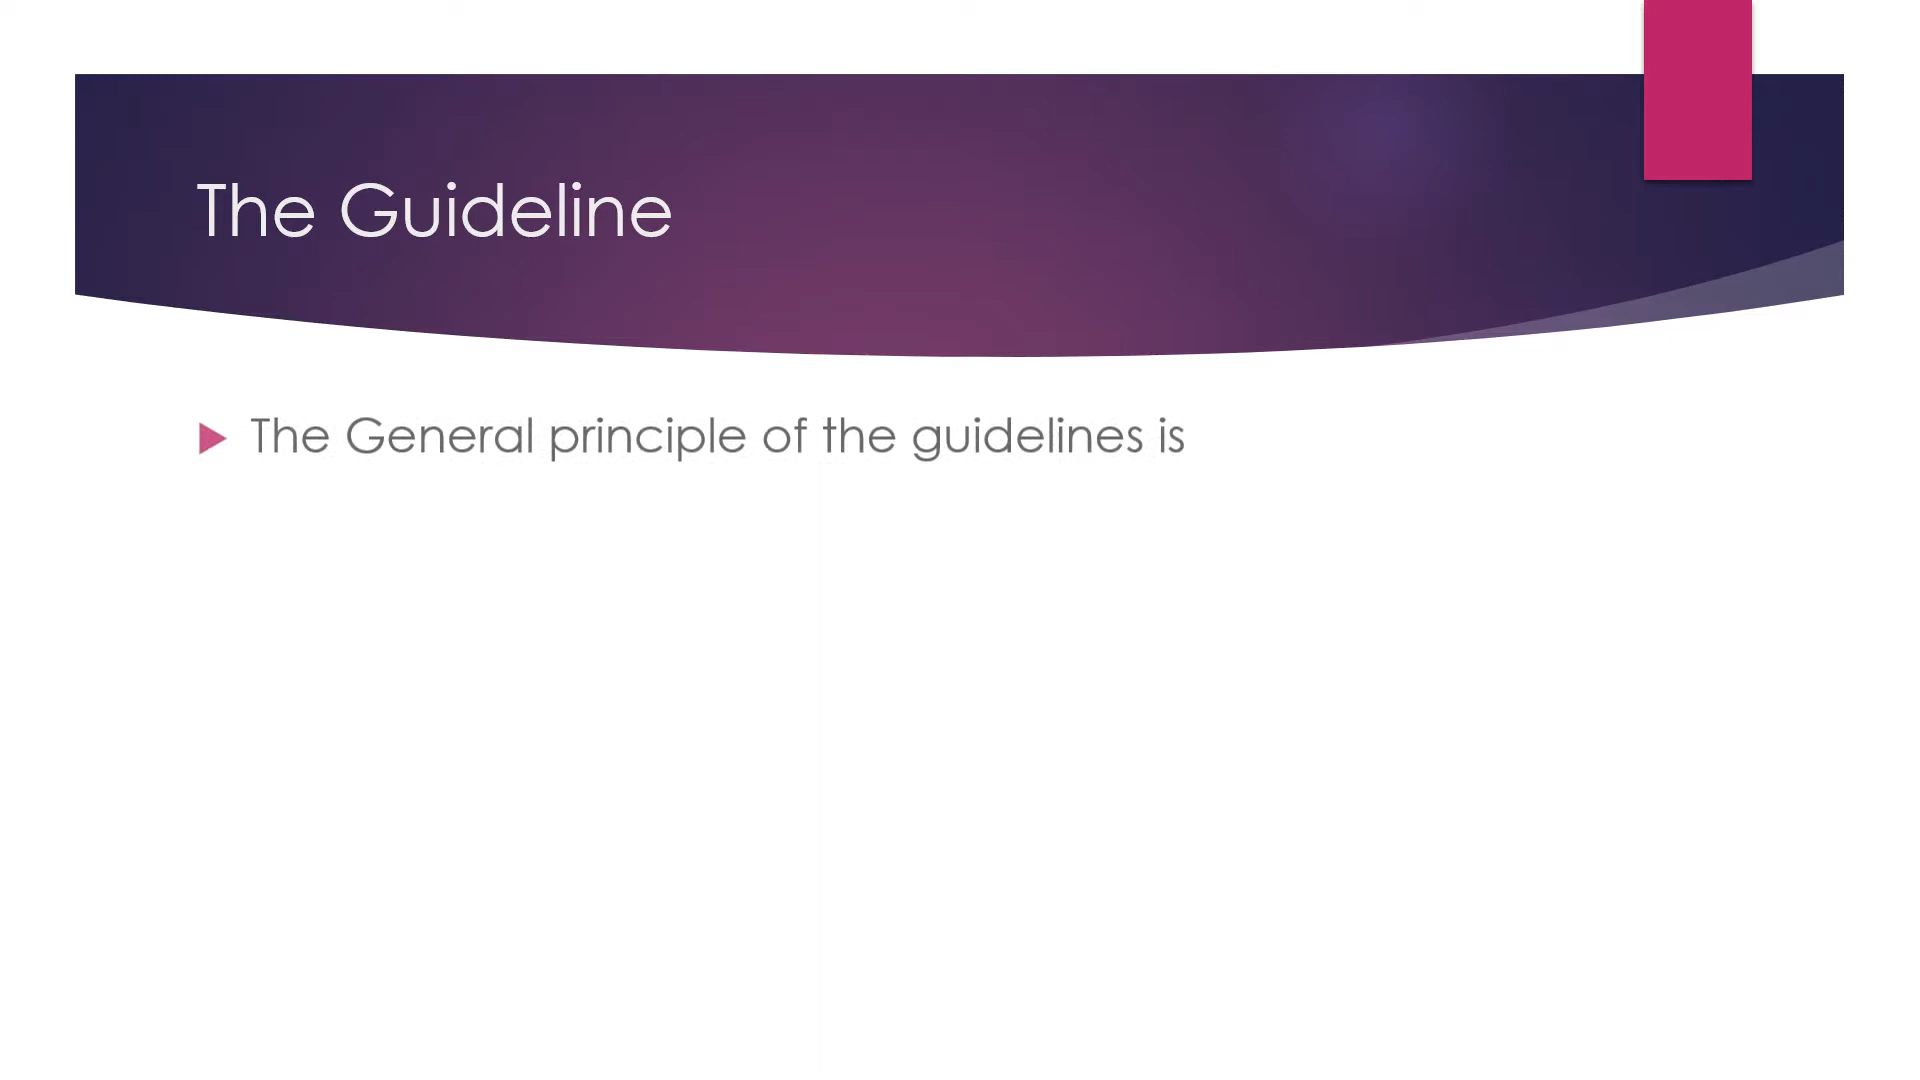 The Guideline
The General principle of the guidelines is